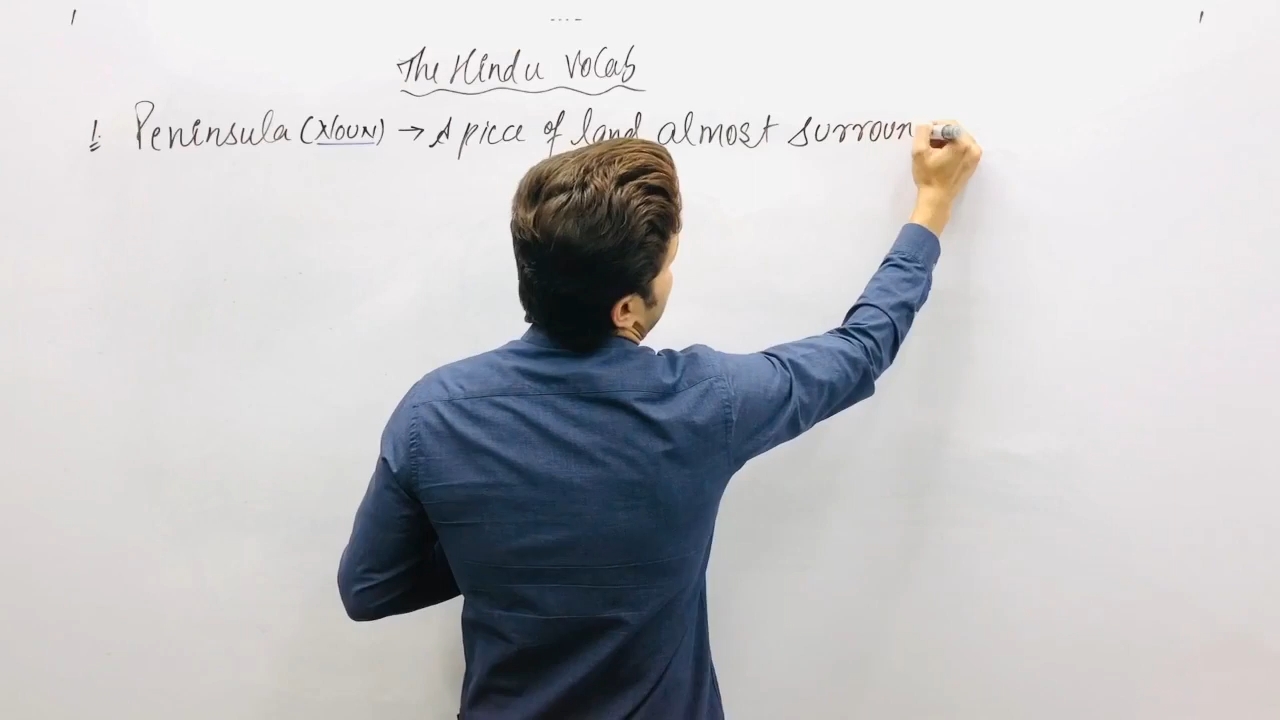 The Hindu Vocab
1. Peninsula (NOUN) → A piece of land almost surroun